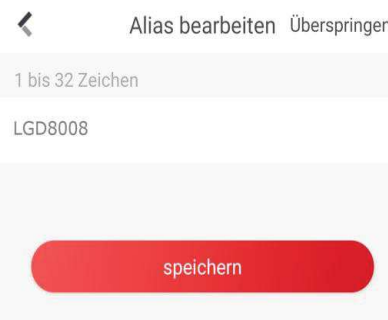 Alias bearbeiten Überspringen
1 bis 32 Zeichen
LGD8008
speichern